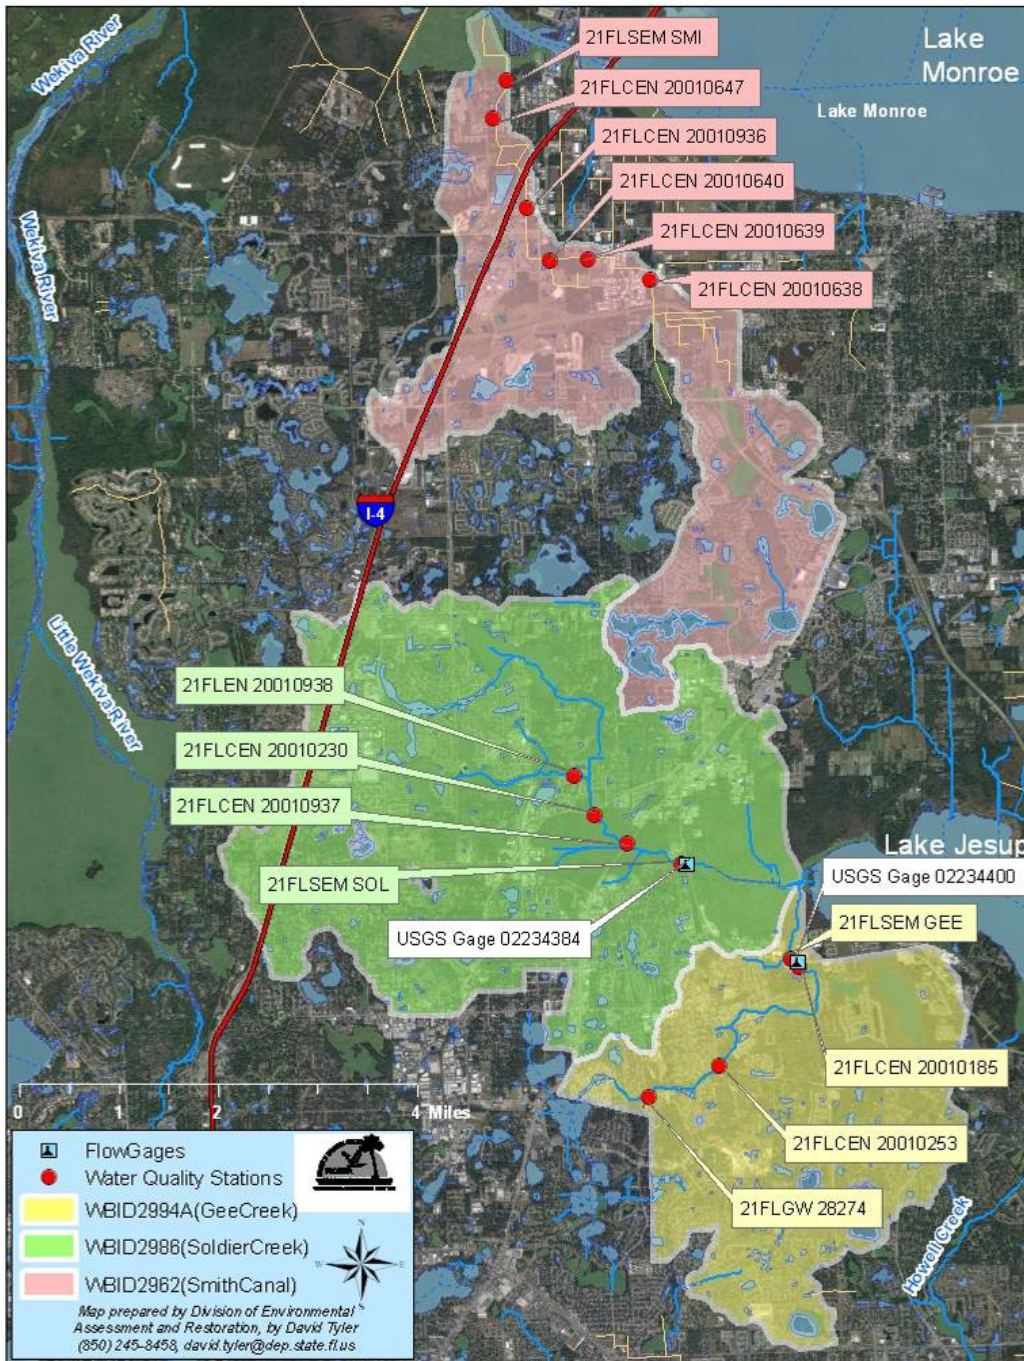 21FLSEM SMI
Lake
Monroe
21FLCEN 20010647
Lake Monroe
Wekiva River
21FLCEN 20010936
21FLCEN 20010640
21FLCEN 20010639
Wekiva River
21FLCEN 20010638
I-4
Little Wekiva River
21FLEN 20010938
21FLCEN 20010230
21FLCEN 20010937
Lake Jesup
USGS Gage 02234400
21FLSEM SOL
21FLSEM GEE
USGS Gage 02234384
21FLCEN 20010185
0 1 2 4 Miles
21FLCEN 20010253
21FLGW 28274
Howell Creek
FlowGages
Water Quality Stations
WBID2994A(GeeCreek)
WBID2986(SoldierCreek)
WBID2962(SmithCanal)
N
W E
S
Map prepared by Division of Environmental
Assessment and Restoration, by David Tyler
(850) 245-8458, david.tyler@dep.state.fl.us